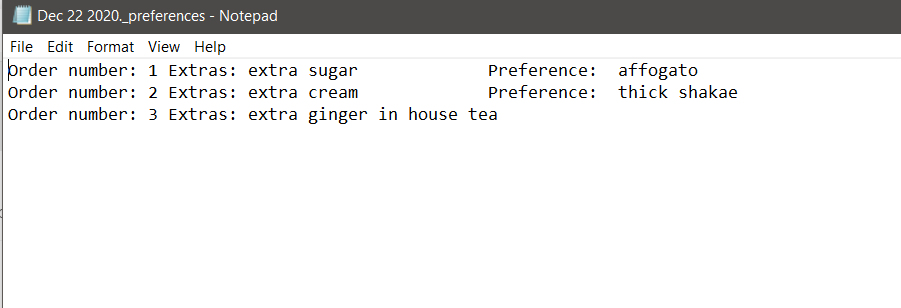 Dec 22 2020._preferences - Notepad
File Edit Format View Help
Order number: 1 Extras: extra sugar Preference: affogato
Order number: 2 Extras: extra cream Preference: thick shakae
Order number: 3 Extras: extra ginger in house tea